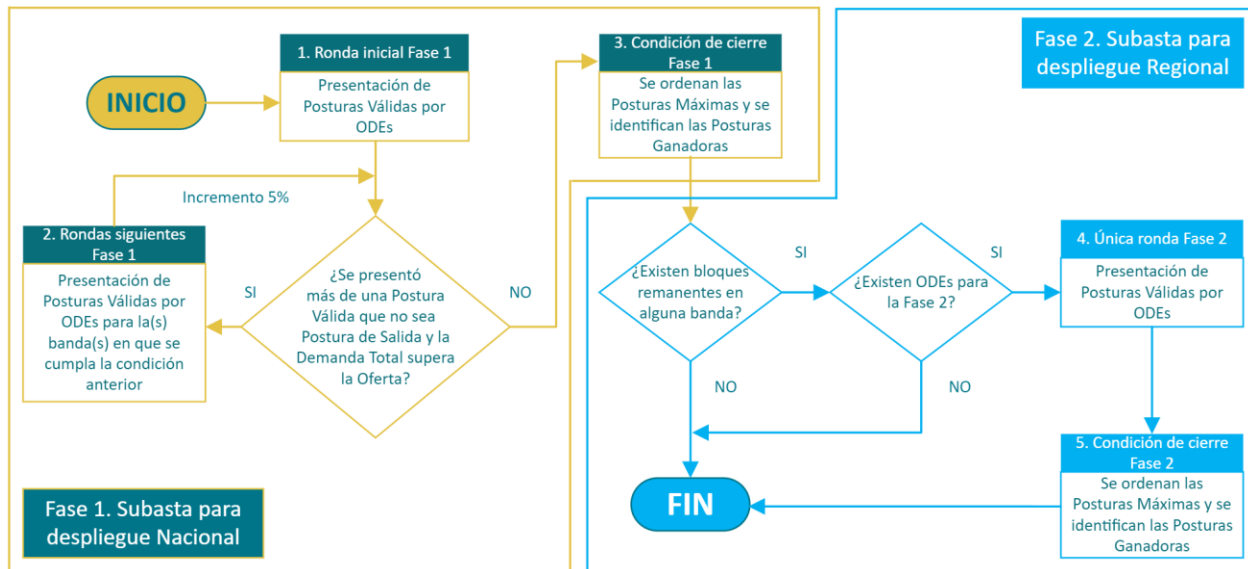 INICIO
1. Ronda inicial Fase 1
Presentación de
Posturas Válidas por
ODEs
Incremento 5%
2. Rondas siguientes
Fase 1
Presentación de
Posturas Válidas por
ODEs para la(s)
banda(s) en que se
cumpla la condición
anterior
SI
¿Se presentó
más de una Postura
Válida que no sea
Postura de Salida y la
Demanda Total supera
la Oferta?
NO
Fase 1. Subasta para
despliegue Nacional
3. Condición de cierre
Fase 1
Se ordenan las
Posturas Máximas y se
identifican las Posturas
Ganadoras
Fase 2. Subasta para
despliegue Regional
¿Existen bloques
remanentes en
alguna banda?
SI
NO
¿Existen ODEs para
la Fase 2?
SI
NO
4. Única ronda Fase 2
Presentación de
Posturas Válidas por
ODEs
5. Condición de cierre
Fase 2
Se ordenan las
Posturas Máximas y se
identifican las Posturas
Ganadoras
FIN